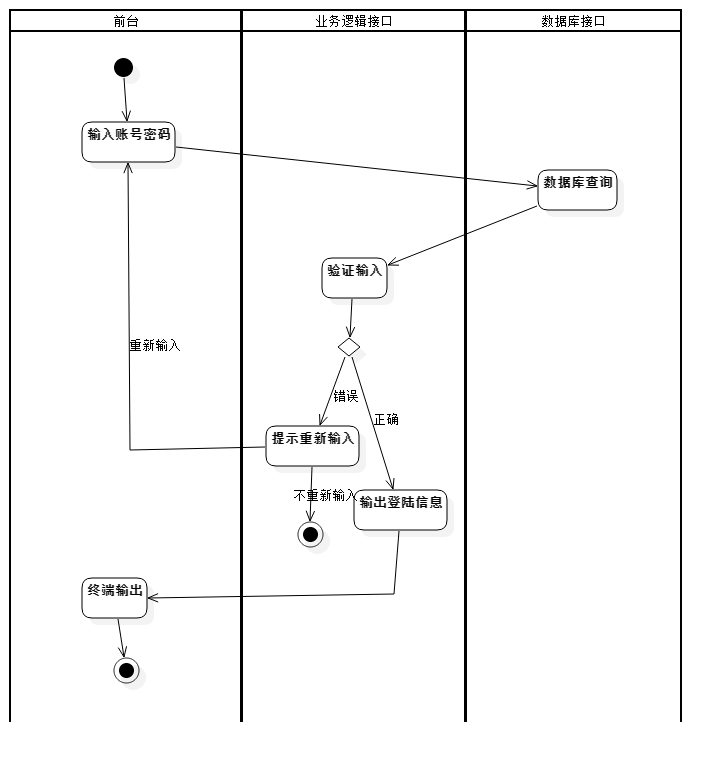 前台
业务逻辑接口
数据库接口
输入账号密码
数据库查询
验证输入
重新输入
错误
正确
提示重新输入
不重新输入
输出登陆信息
终端输出